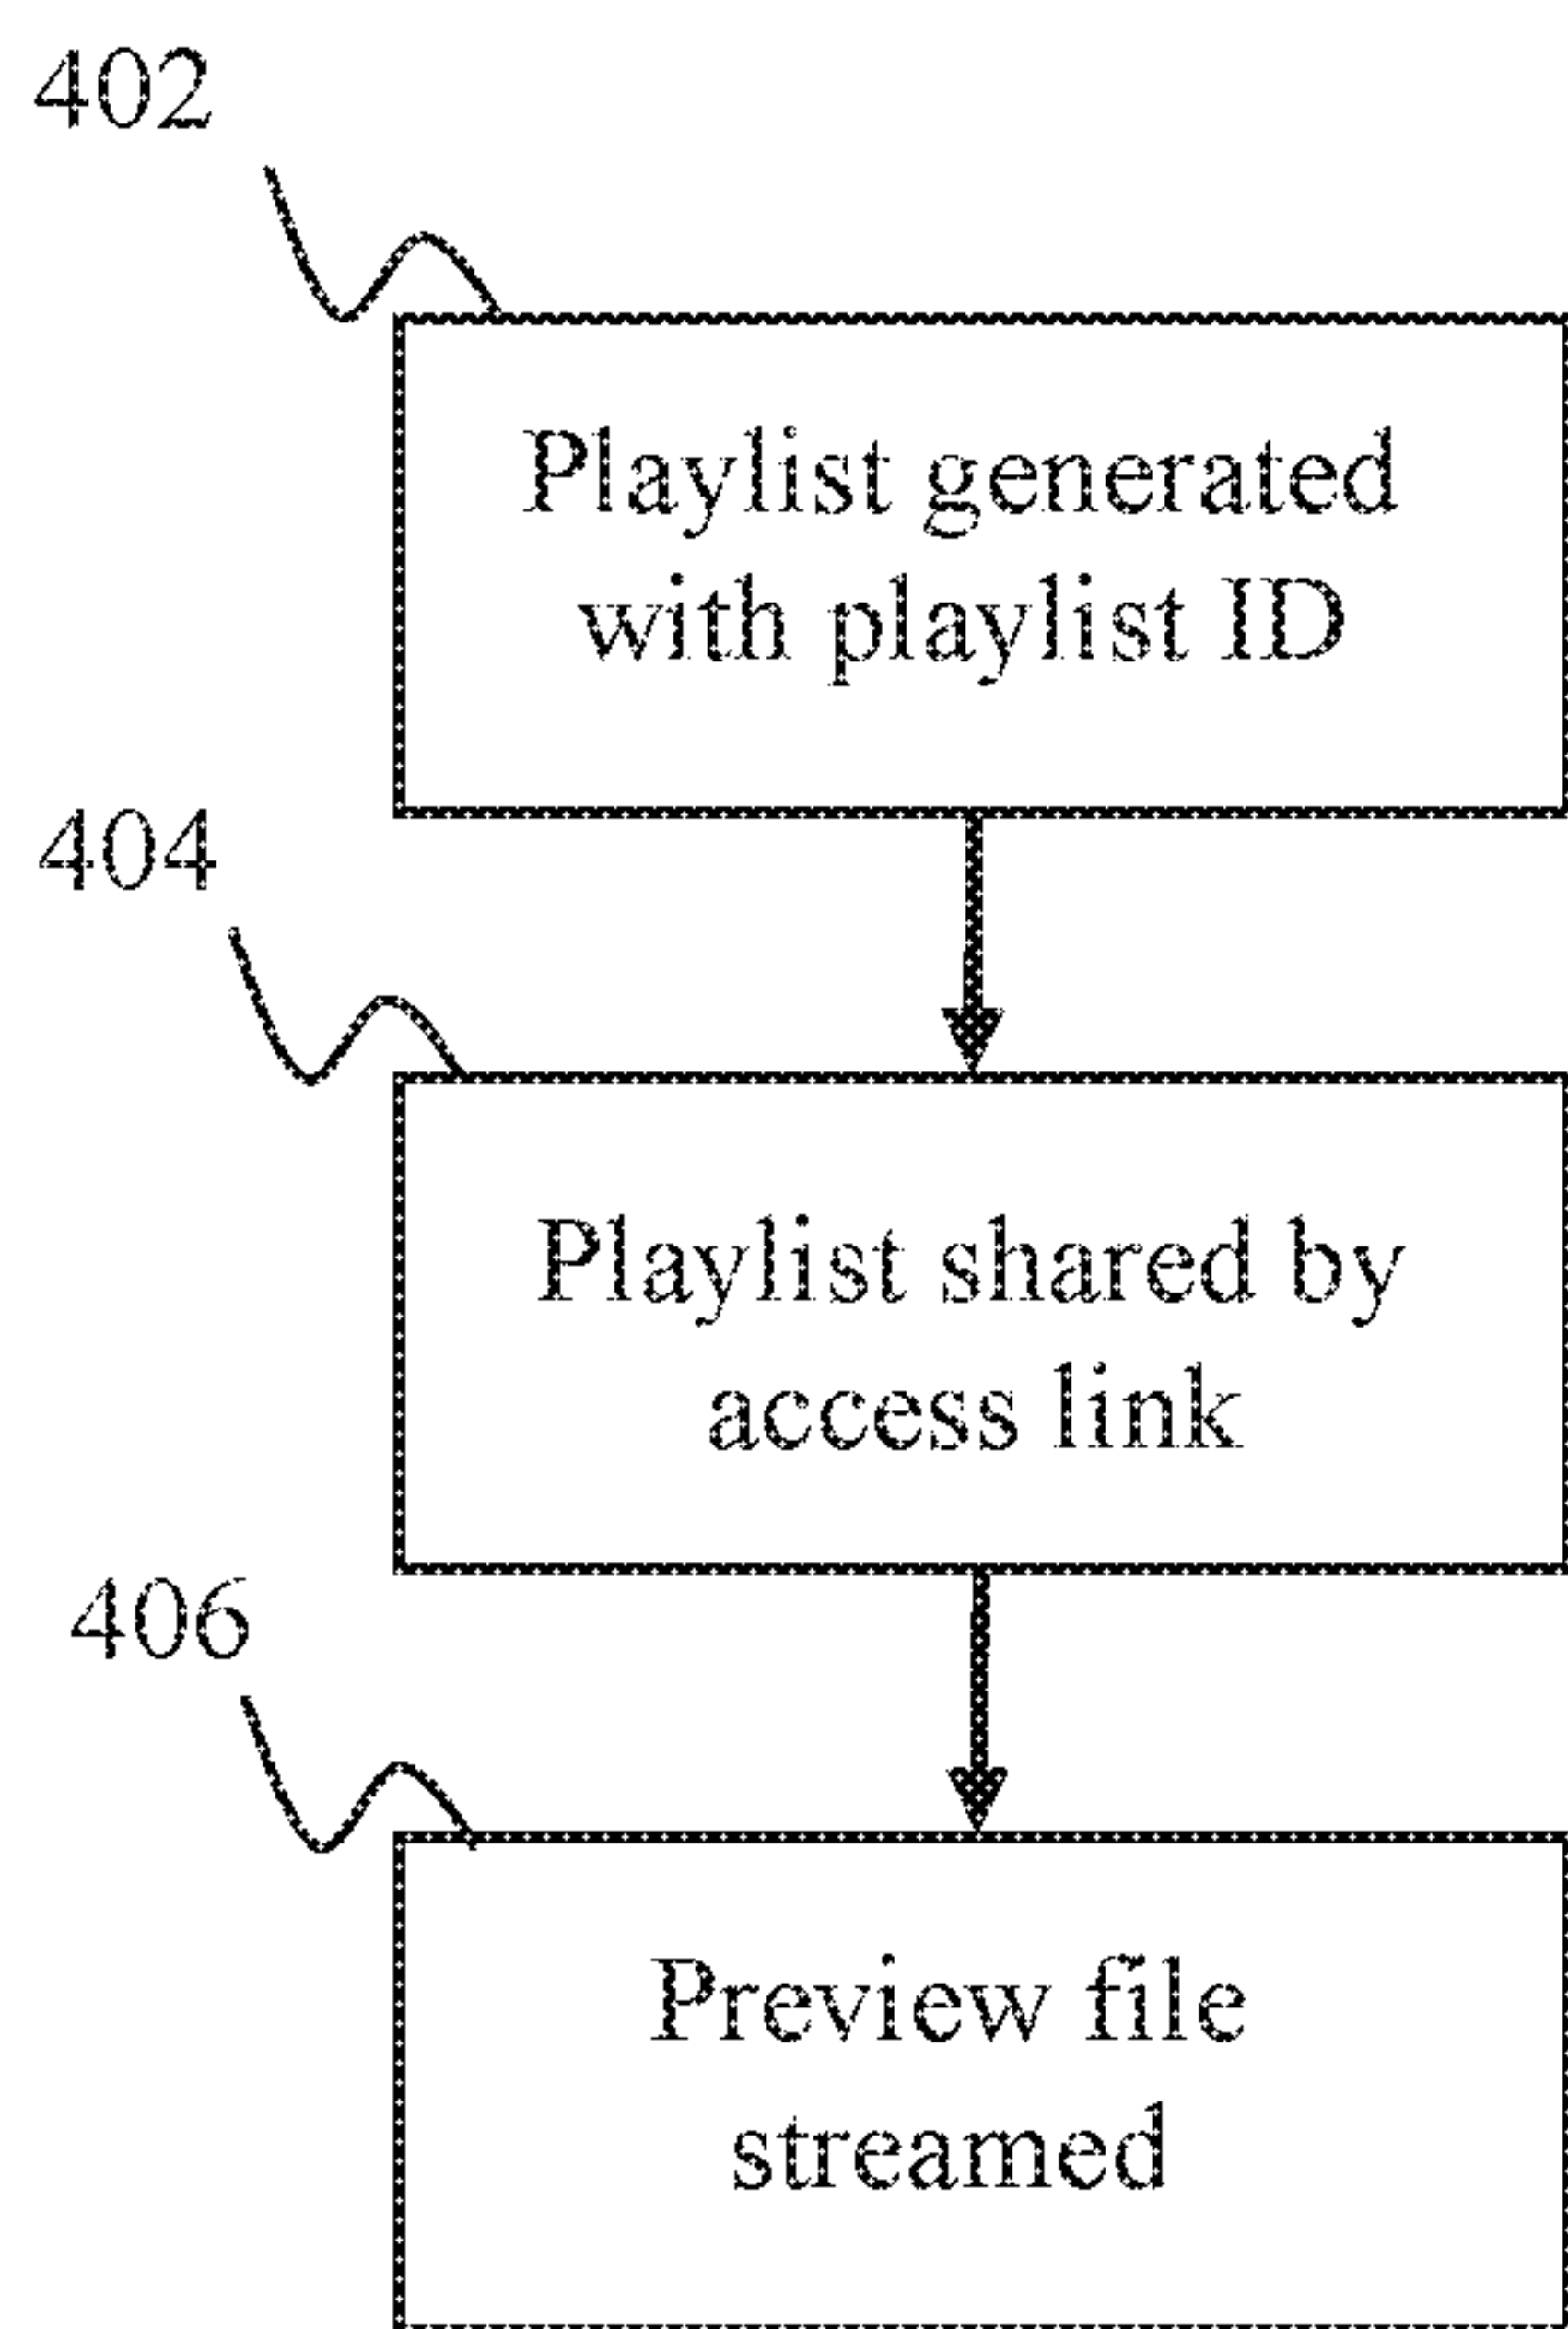 402
Playlist generated
with playlist ID
404
Playlist shared by
access link
406
Preview file
streamed